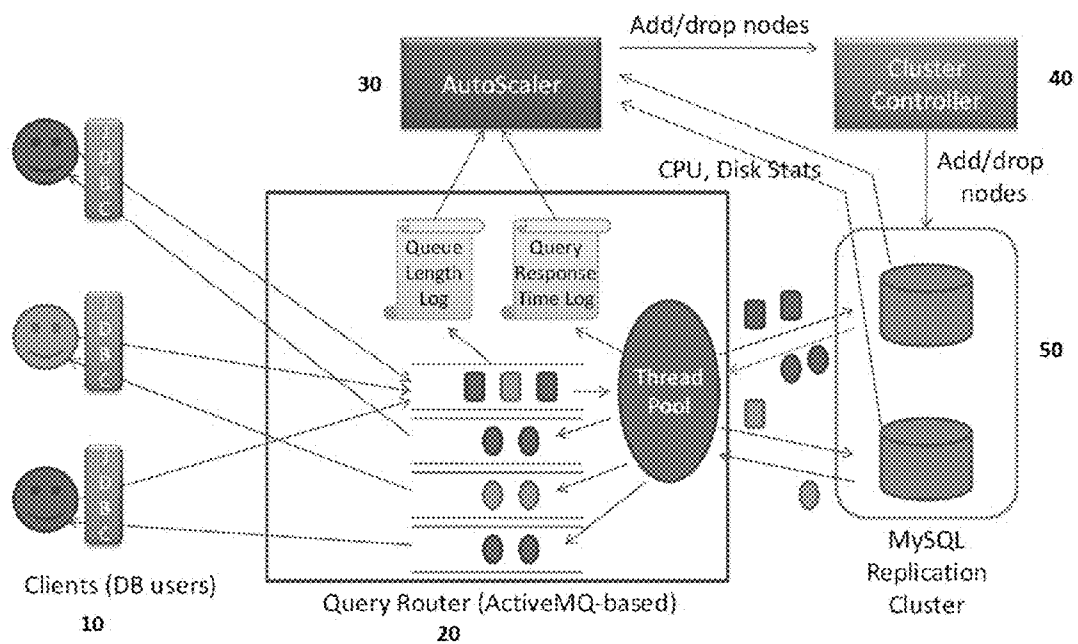 Add/drop nodes
30
AutoScaler
Cluster
Controller
40
CPU, Disk Stats
Add/drop
nodes
Queue
Length
Log
Query
Response
Time Log
Thread
Pool
50
MySQL
Replication
Cluster
Clients (DB users)
10
Query Router (ActiveMQ-based)
20